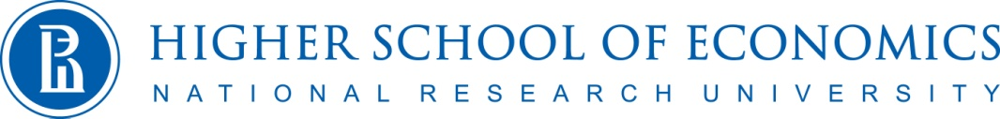 HIGHER SCHOOL OF ECONOMICS
NATIONAL RESEARCH UNIVERSITY